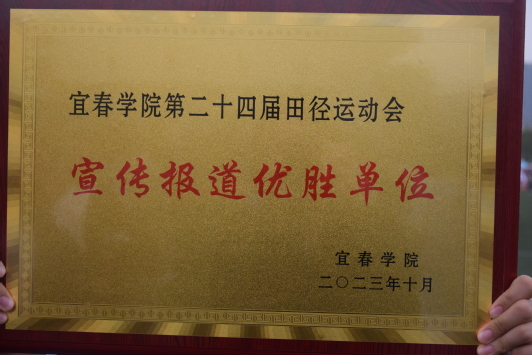 宜春学院第二十四届田径运动会
宣传报道优胜单位
宜春学院
二〇二三年十月